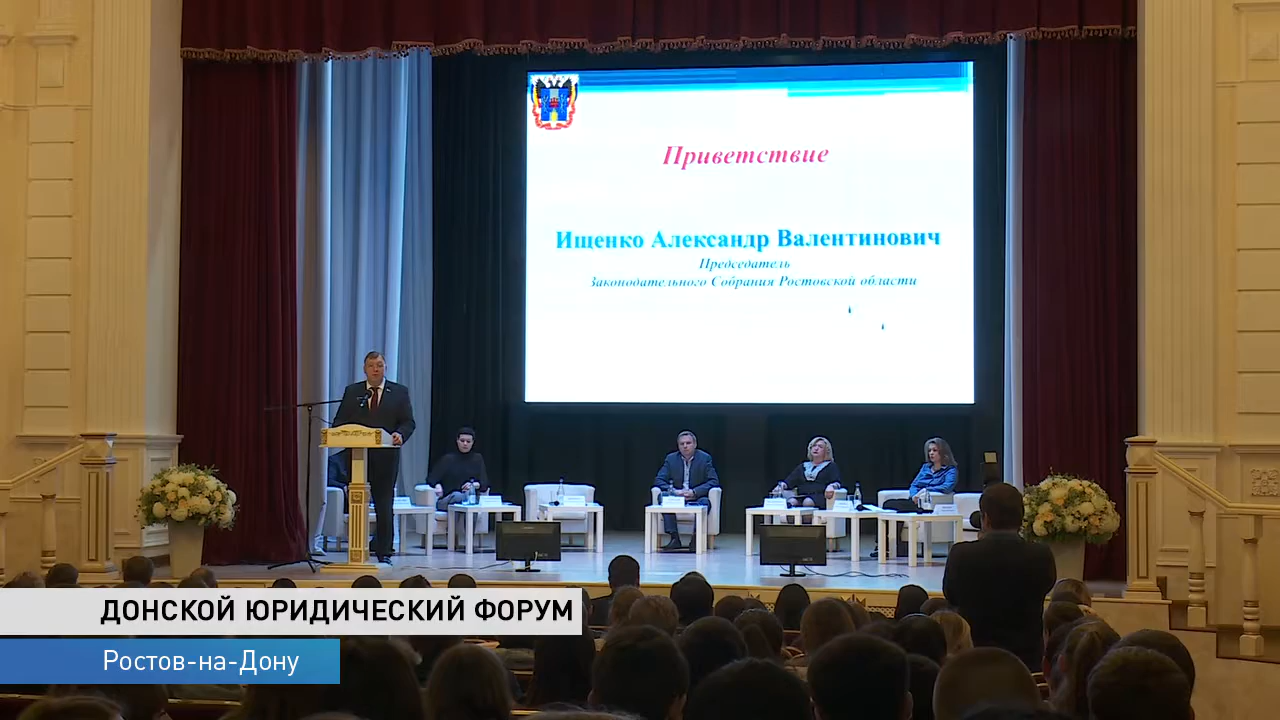 Приветствие
Ищенко Александр Валентинович
Председатель
Законодательного Собрания Ростовской области
ДОНСКОЙ ЮРИДИЧЕСКИЙ ФОРУМ
Ростов-на-Дону